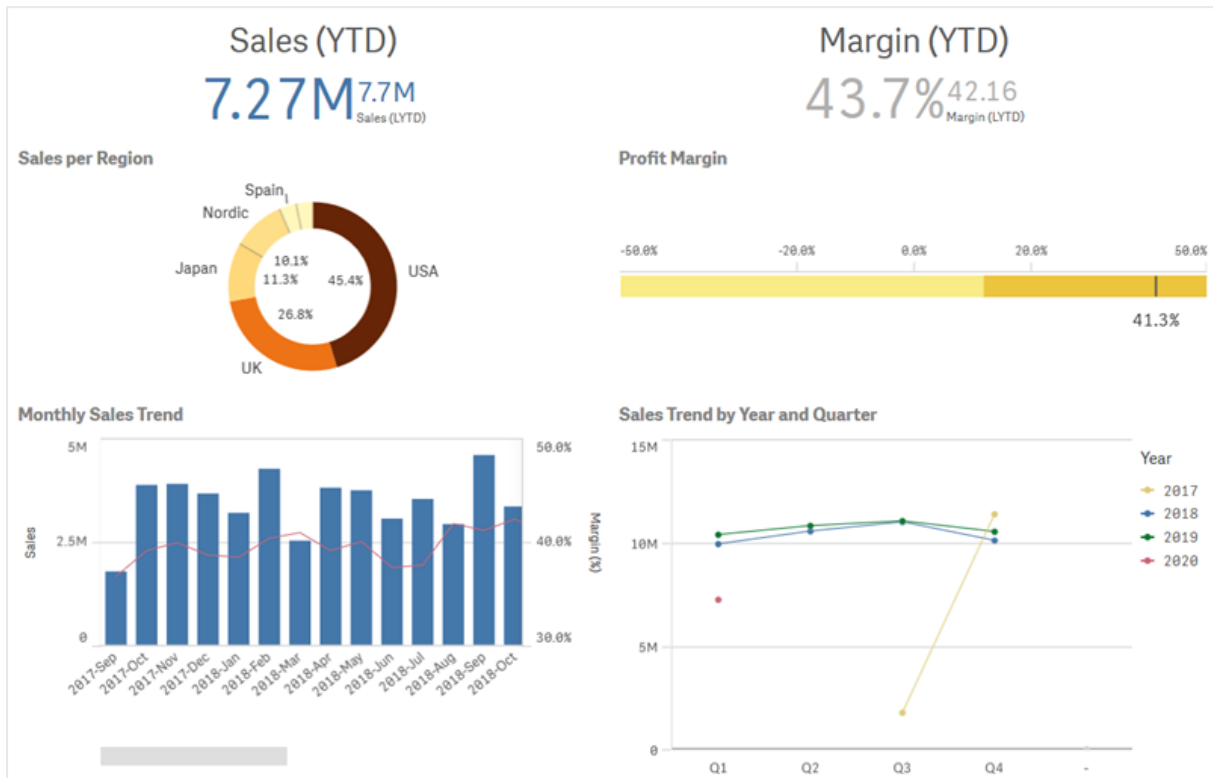 Sales (YTD)
7.27M 7.7M
Sales (LYTD)
Margin (YTD)
43.7% 42.16
Margin (LYTD)
Sales per Region
Spain
Nordic
Japan
USA
UK
10.1%
11.3%
45.4%
26.8%
Profit Margin
-50.0% -20.0% 0.0% 20.0% 50.0%
41.3%
Monthly Sales Trend
5M
2.5M
0
Sales
50.0%
40.0%
30.0%
Margin (%)
2017-Sep
2017-Oct
2017-Nov
2017-Dec
2018-Jan
2018-Feb
2018-Mar
2018-Apr
2018-May
2018-Jun
2018-Jul
2018-Aug
2018-Sep
2018-Oct
Sales Trend by Year and Quarter
15M
10M
5M
0
Q1 Q2 Q3 Q4 -
Year
2017
2018
2019
2020